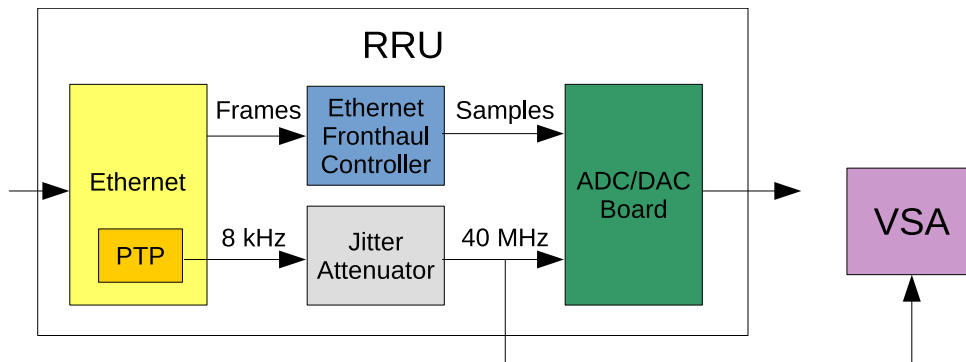 RRU
Frames
Ethernet
Fronthaul
Controller
Samples
Ethernet
ADC/DAC
Board
VSA
PTP
8 kHz
Jitter
Attenuator
40 MHz